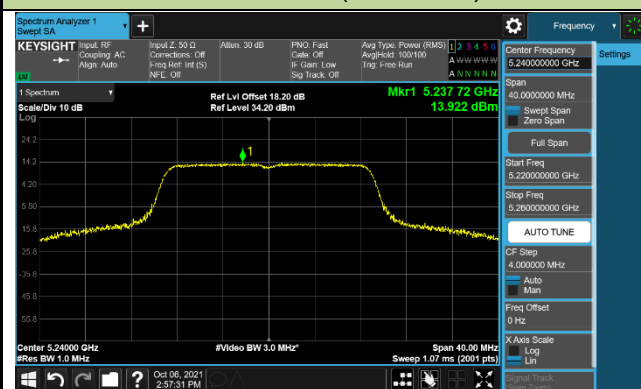 Spectrum Analyzer 1
Swept SA
Frequency
KEYSIGHT
Input: RF
Coupling: AC
Align: Auto
Input Z: 50 Ω
Corrections: Off
Freq Ref: Int (S)
NFE: Off
Atten: 30 dB
PNO: Fast
Gate: Off
IF Gain: Low
Sig Track: Off
Avg Type: Power (RMS)
Avg|Hold: 100/100
Trig: Free Run
1 2 3 4 5 6
A W W W W W
A N N N N N
LXI
1 Spectrum
Scale/Div 10 dB
Log
Ref Lvl Offset 18.20 dB
Ref Level 34.20 dBm
Mkr1 5.237 72 GHz
13.922 dBm
1
24.2
14.2
4.20
-5.80
-15.8
-25.8
-35.8
-45.8
-55.8
Center 5.24000 GHz
#Res BW 1.0 MHz
#Video BW 3.0 MHz*
Span 40.00 MHz
Sweep 1.07 ms (2001 pts)
Oct 06, 2021
2:57:31 PM
Center Frequency
5.240000000 GHz
Settings
Span
40.0000000 MHz
Swept Span
Zero Span
Full Span
Start Freq
5.220000000 GHz
Stop Freq
5.260000000 GHz
AUTO TUNE
CF Step
4.000000 MHz
Auto
Man
Freq Offset
0 Hz
X Axis Scale
Log
Lin
Signal Track
(Span Zoom)